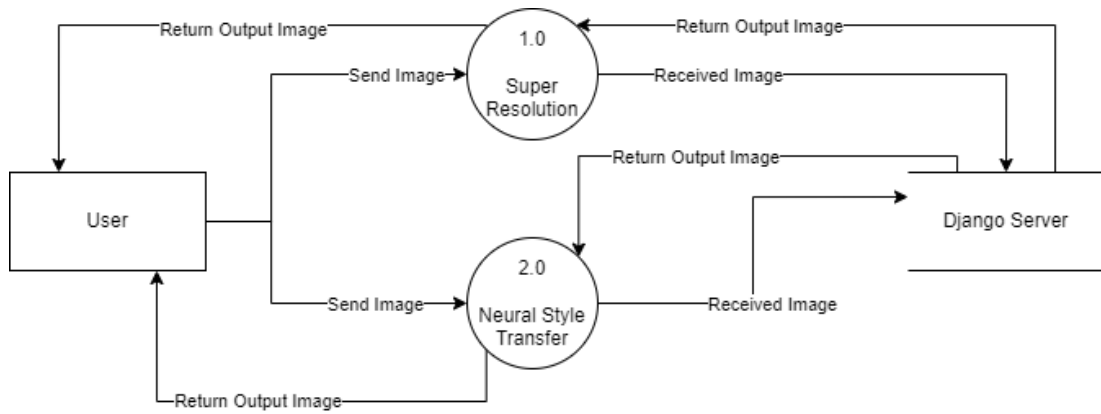 Return Output Image
1.0
Return Output Image
Send Image
Super
Resolution
Received Image
Return Output Image
User
Django Server
2.0
Send Image
Neural Style
Transfer
Received Image
Return Output Image